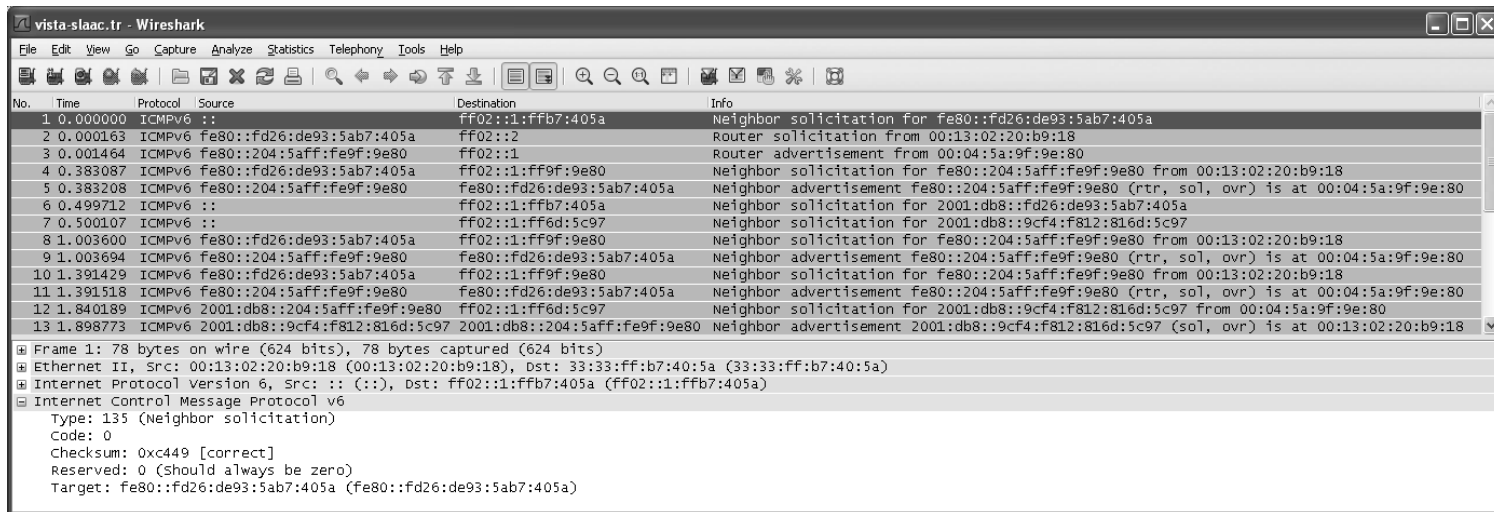 vista-slaac.tr - Wireshark
File Edit View Go Capture Analyze Statistics Telephony Tools Help
No. Time Protocol Source Destination Info
1 0.000000 ICMPv6 :: ff02::1:ffb7:405a Neighbor solicitation for fe80::fd26:de93:5ab7:405a
2 0.000163 ICMPv6 fe80::fd26:de93:5ab7:405a ff02::2 Router solicitation from 00:13:02:20:b9:18
3 0.001464 ICMPv6 fe80::204:5aff:fe9f:9e80 ff02::1 Router advertisement from 00:04:5a:9f:9e:80
4 0.383087 ICMPv6 fe80::fd26:de93:5ab7:405a ff02::1:ff9f:9e80 Neighbor solicitation for fe80::204:5aff:fe9f:9e80 from 00:13:02:20:b9:18
5 0.383208 ICMPv6 fe80::204:5aff:fe9f:9e80 fe80::fd26:de93:5ab7:405a Neighbor advertisement fe80::204:5aff:fe9f:9e80 (rtr, sol, ovr) is at 00:04:5a:9f:9e:80
6 0.499712 ICMPv6 :: ff02::1:ffb7:405a Neighbor solicitation for 2001:db8::fd26:de93:5ab7:405a
7 0.500107 ICMPv6 :: ff02::1:ff6d:5c97 Neighbor solicitation for 2001:db8::9cf4:f812:816d:5c97
8 1.003600 ICMPv6 fe80::fd26:de93:5ab7:405a ff02::1:ff9f:9e80 Neighbor solicitation for fe80::204:5aff:fe9f:9e80 from 00:13:02:20:b9:18
9 1.003694 ICMPv6 fe80::204:5aff:fe9f:9e80 fe80::fd26:de93:5ab7:405a Neighbor advertisement fe80::204:5aff:fe9f:9e80 (rtr, sol, ovr) is at 00:04:5a:9f:9e:80
10 1.391429 ICMPv6 fe80::fd26:de93:5ab7:405a ff02::1:ff9f:9e80 Neighbor solicitation for fe80::204:5aff:fe9f:9e80 from 00:13:02:20:b9:18
11 1.391518 ICMPv6 fe80::204:5aff:fe9f:9e80 fe80::fd26:de93:5ab7:405a Neighbor advertisement fe80::204:5aff:fe9f:9e80 (rtr, sol, ovr) is at 00:04:5a:9f:9e:80
12 1.840189 ICMPv6 2001:db8::204:5aff:fe9f:9e80 ff02::1:ff6d:5c97 Neighbor solicitation for 2001:db8::9cf4:f812:816d:5c97 from 00:04:5a:9f:9e:80
13 1.898773 ICMPv6 2001:db8::9cf4:f812:816d:5c97 2001:db8::204:5aff:fe9f:9e80 Neighbor advertisement 2001:db8::9cf4:f812:816d:5c97 (sol, ovr) is at 00:13:02:20:b9:18
Frame 1: 78 bytes on wire (624 bits), 78 bytes captured (624 bits)
Ethernet II, Src: 00:13:02:20:b9:18 (00:13:02:20:b9:18), Dst: 33:33:ff:b7:40:5a (33:33:ff:b7:40:5a)
Internet Protocol Version 6, Src: :: (::), Dst: ff02::1:ffb7:405a (ff02::1:ffb7:405a)
Internet Control Message Protocol v6
Type: 135 (Neighbor solicitation)
Code: 0
Checksum: 0xc449 [correct]
Reserved: 0 (Should always be zero)
Target: fe80::fd26:de93:5ab7:405a (fe80::fd26:de93:5ab7:405a)